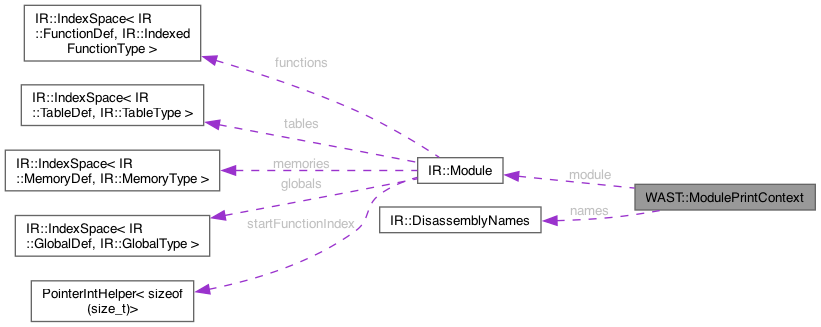 IR::IndexSpace< IR
::FunctionDef, IR::Indexed
FunctionType >
functions
IR::IndexSpace< IR
::TableDef, IR::TableType >
tables
IR::IndexSpace< IR
::MemoryDef, IR::MemoryType >
memories
IR::Module
module
globals
WAST::ModulePrintContext
names
IR::IndexSpace< IR
::GlobalDef, IR::GlobalType >
startFunctionIndex
IR::DisassemblyNames
PointerIntHelper< sizeof
(size_t)>